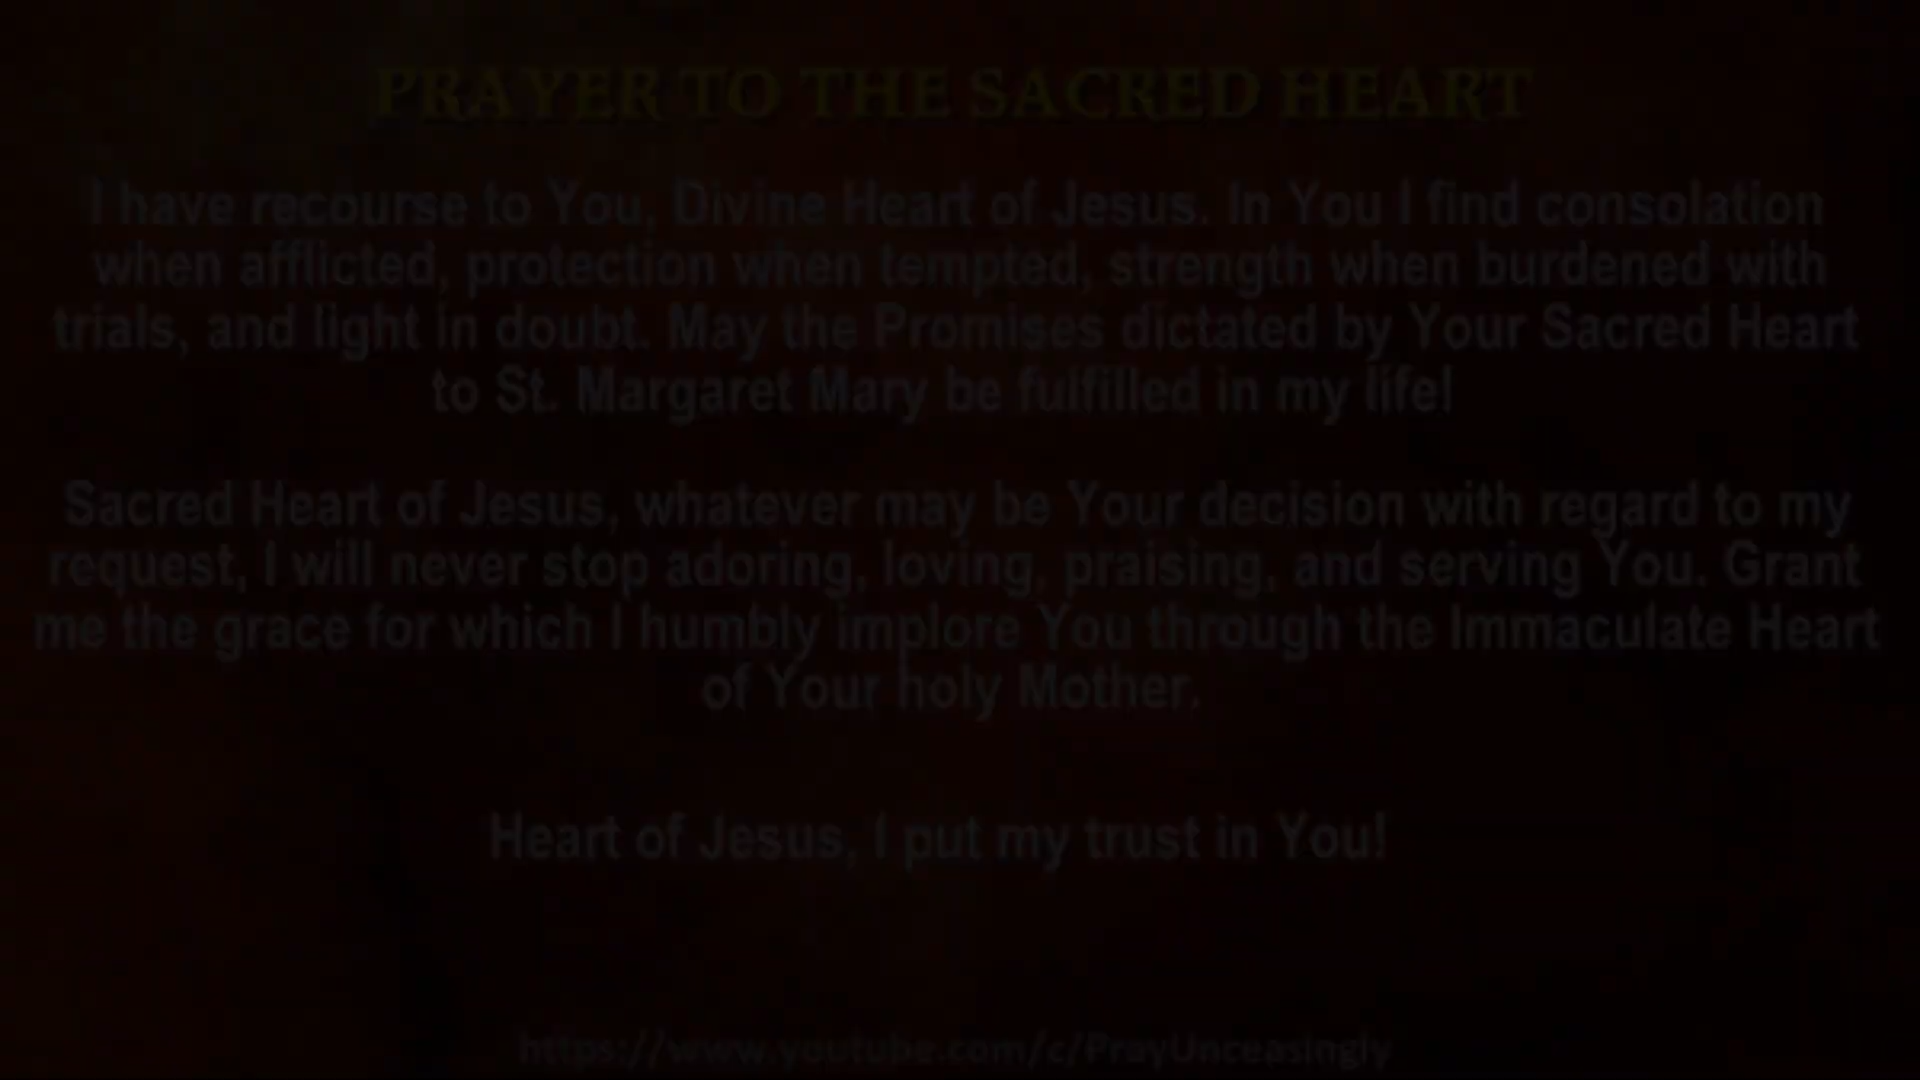 PRAYER TO THE SACRED HEART
I have recourse to You, Divine Heart of Jesus. In You I find consolation
when afflicted, protection when tempted, strength when burdened with
trials, and light in doubt. May the Promises dictated by Your Sacred Heart
to St. Margaret Mary be fulfilled in my life!
Sacred Heart of Jesus, whatever may be Your decision with regard to my
request, I will never stop adoring, loving, praising, and serving You. Grant
me the grace for which I humbly implore You through the Immaculate Heart
of Your holy Mother.
Heart of Jesus, I put my trust in You!
https://www.youtube.com/c/PrayUnceasingly